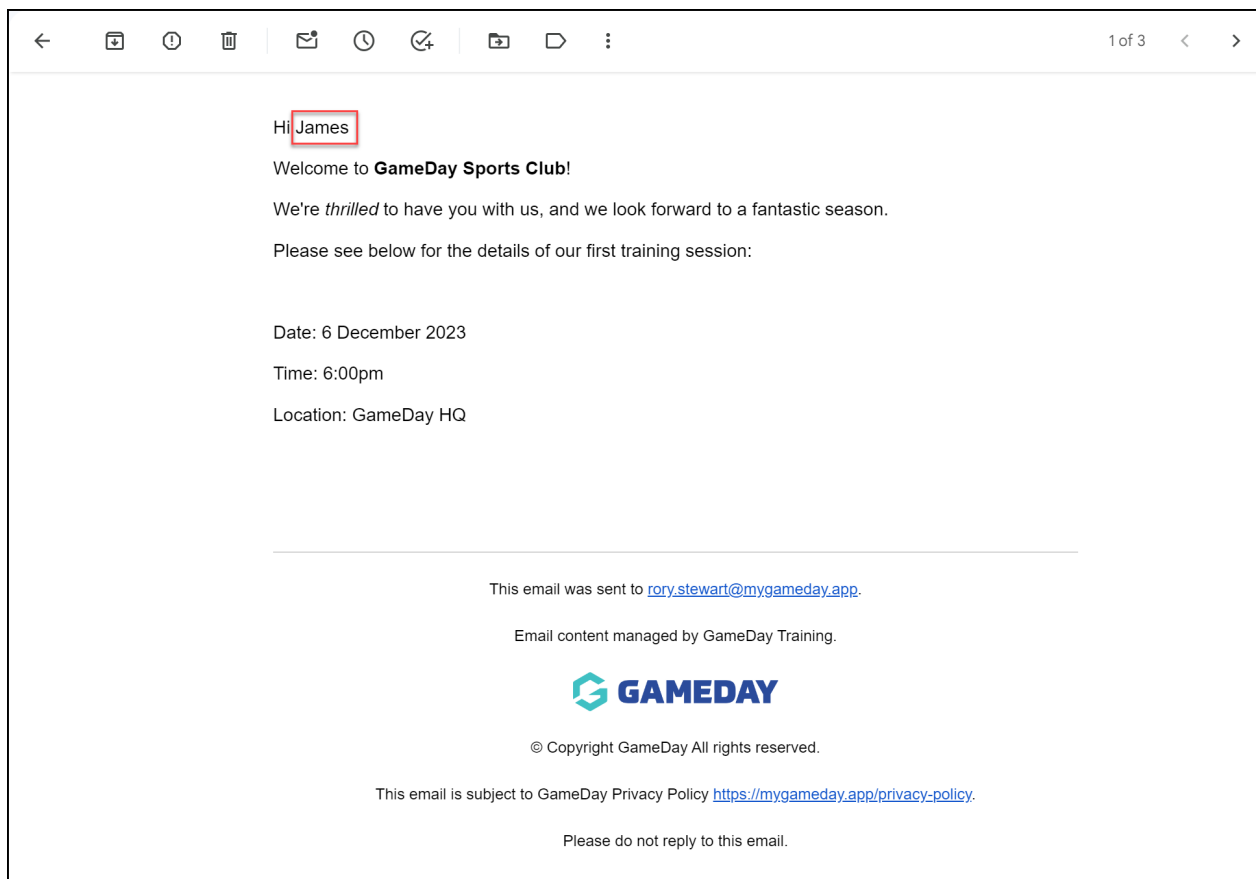 1 of 3
Hi James
Welcome to GameDay Sports Club!
We're thrilled to have you with us, and we look forward to a fantastic season.
Please see below for the details of our first training session:
Date: 6 December 2023
Time: 6:00pm
Location: GameDay HQ
This email was sent to rory.stewart@mygameday.app.
Email content managed by GameDay Training.
GAMEDAY
© Copyright GameDay All rights reserved.
This email is subject to GameDay Privacy Policy https://mygameday.app/privacy-policy.
Please do not reply to this email.